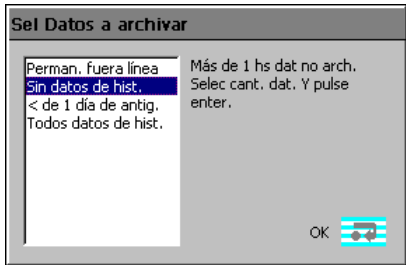 Sel Datos a archivar
Perman. fuera línea
Sin datos de hist.
< de 1 día de antig.
Todos datos de hist.
Más de 1 hs dat no arch.
Selec cant. dat. Y pulse
enter.
OK